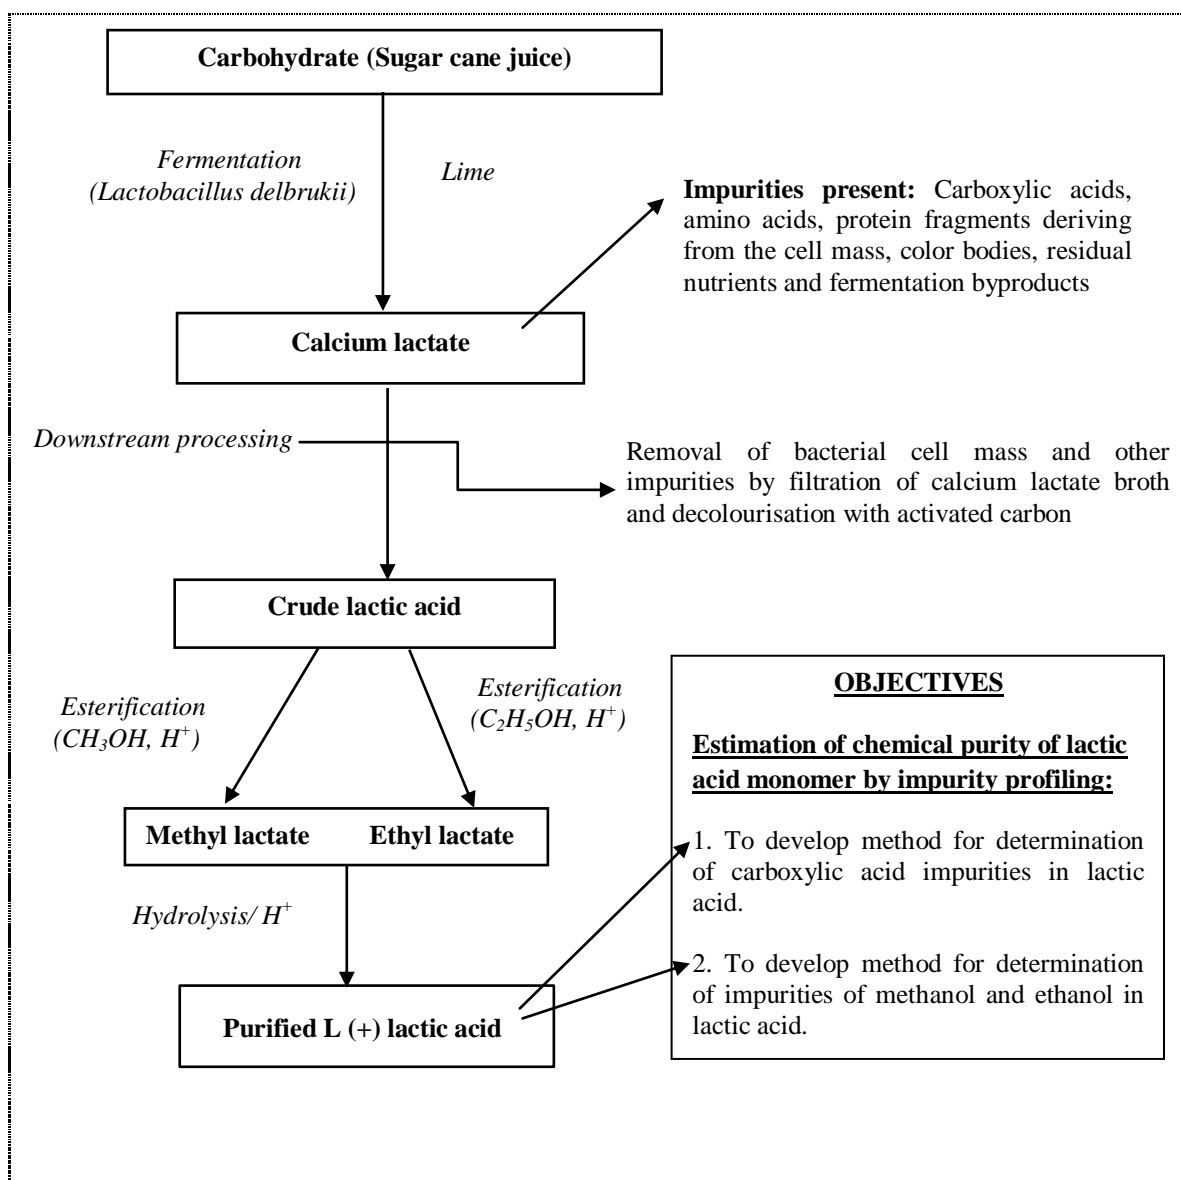 Carbohydrate (Sugar cane juice)
Fermentation
(Lactobacillus delbrukii)
Lime
Impurities present: Carboxylic acids,
amino acids, protein fragments deriving
from the cell mass, color bodies, residual
nutrients and fermentation byproducts
Calcium lactate
Downstream processing
Removal of bacterial cell mass and other
impurities by filtration of calcium lactate broth
and decolourisation with activated carbon
Crude lactic acid
Esterification
(CH₃OH, H⁺)
Esterification
(C₂H₅OH, H⁺)
Methyl lactate Ethyl lactate
Hydrolysis/ H⁺
Purified L (+) lactic acid
OBJECTIVES
Estimation of chemical purity of lactic
acid monomer by impurity profiling:
1. To develop method for determination
of carboxylic acid impurities in lactic
acid.
2. To develop method for determination
of impurities of methanol and ethanol in
lactic acid.